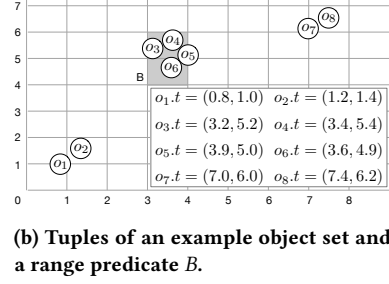 7
6
5
4
3
2
1
0 1 2 3 4 5 6 7 8
o8
o7
o4
o3 o5
o6
B
o2
o1
o1.t = (0.8, 1.0) o2.t = (1.2, 1.4)
o3.t = (3.2, 5.2) o4.t = (3.4, 5.4)
o5.t = (3.9, 5.0) o6.t = (3.6, 4.9)
o7.t = (7.0, 6.0) o8.t = (7.4, 6.2)
(b) Tuples of an example object set and
a range predicate B.